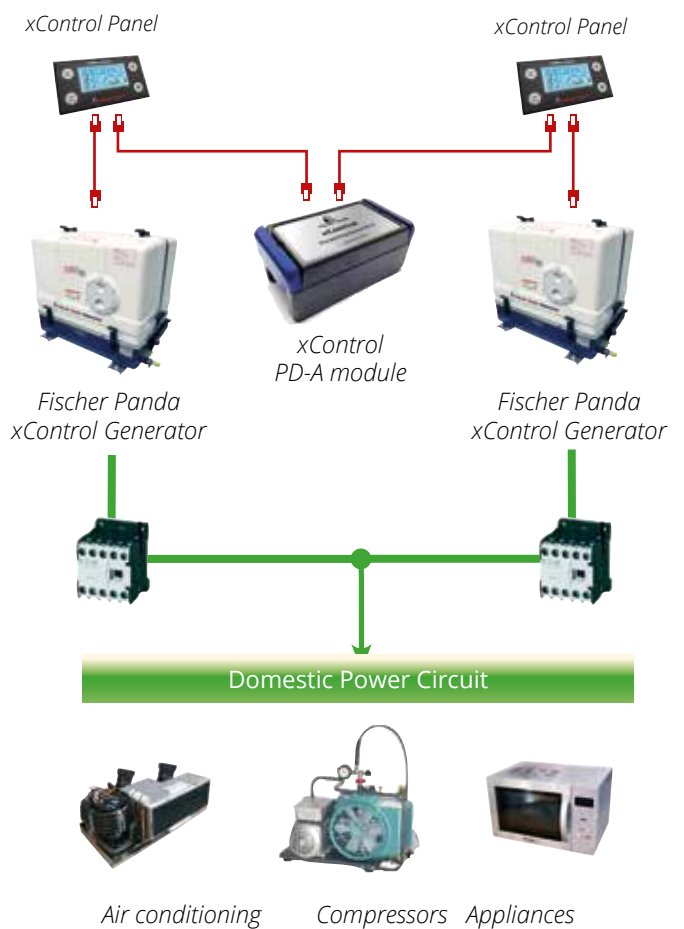 xControl Panel
xControl Panel
xControl
PD-A module
Fischer Panda
xControl Generator
Fischer Panda
xControl Generator
Domestic Power Circuit
Air conditioning
Compressors
Appliances